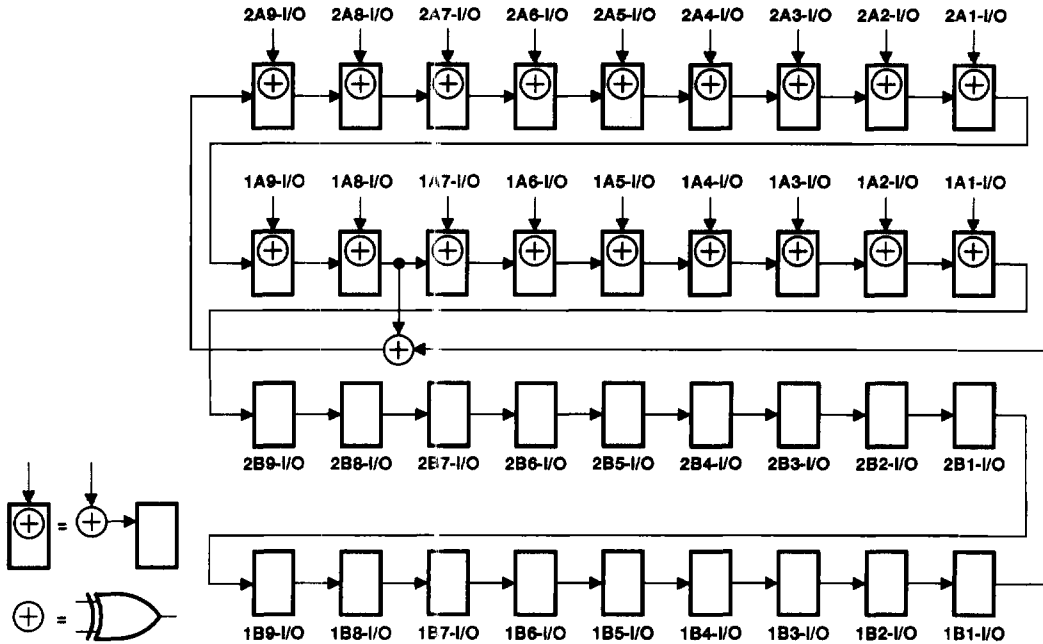 2A9-I/O 2A8-I/O 2A7-I/O 2A6-I/O 2A5-I/O 2A4-I/O 2A3-I/O 2A2-I/O 2A1-I/O
1A9-I/O 1A8-I/O 1A7-I/O 1A6-I/O 1A5-I/O 1A4-I/O 1A3-I/O 1A2-I/O 1A1-I/O
2B9-I/O 2B8-I/O 2B7-I/O 2B6-I/O 2B5-I/O 2B4-I/O 2B3-I/O 2B2-I/O 2B1-I/O
=
=
1B9-I/O 1B8-I/O 1B7-I/O 1B6-I/O 1B5-I/O 1B4-I/O 1B3-I/O 1B2-I/O 1B1-I/O